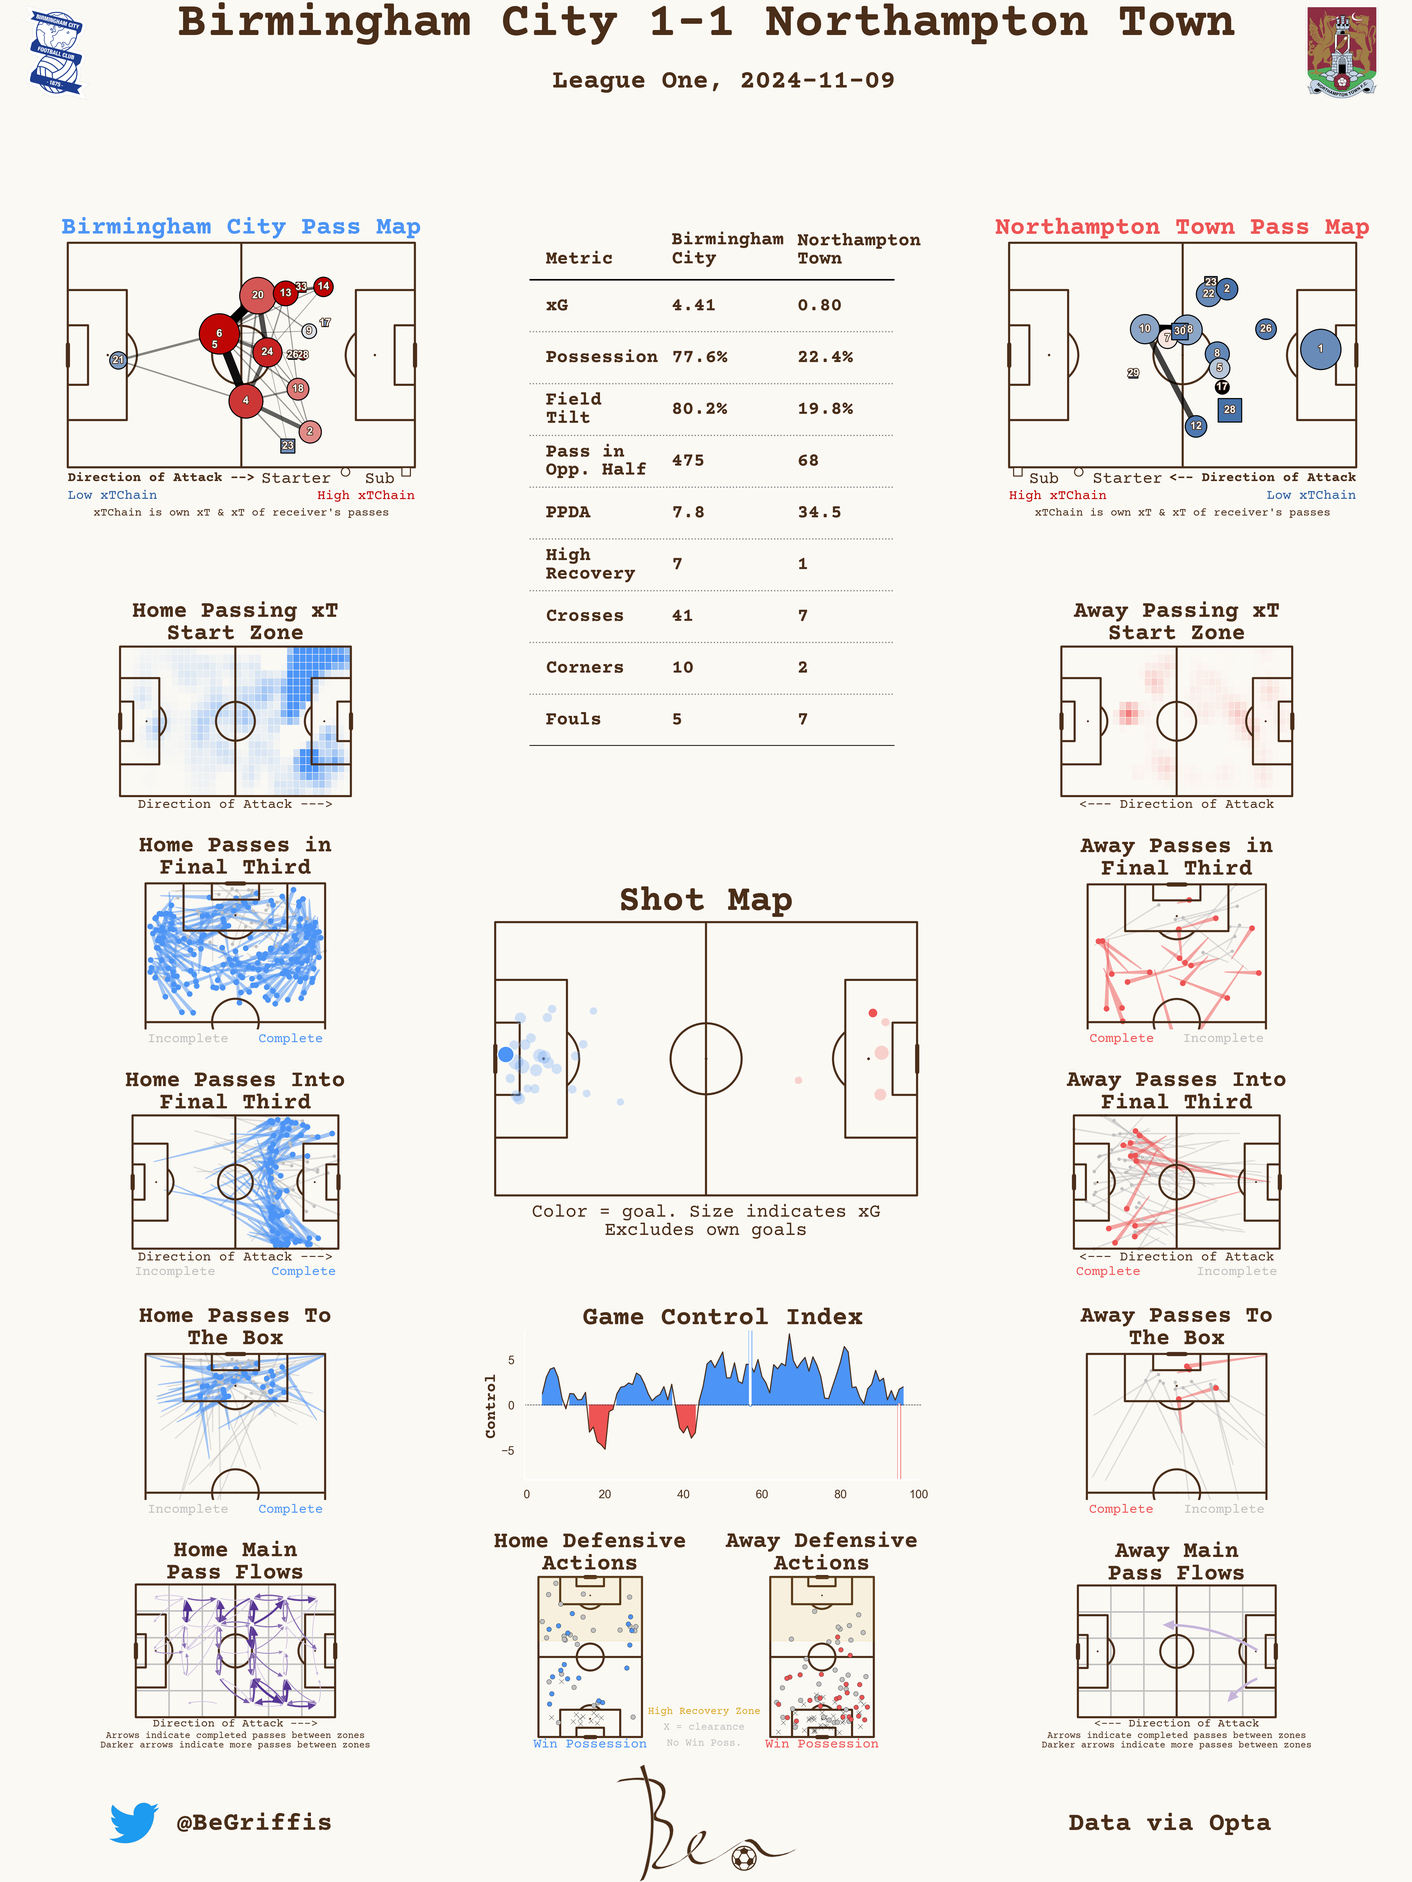 Birmingham City 1-1 Northampton Town
League One, 2024-11-09
BIRMINGHAM CITY
FOOTBALL CLUB
1875
NORTHAMPTON TOWN F.C.
Birmingham City Pass Map
20
13
33
14
6
5
9
17
21
24
26
28
4
18
2
23
Direction of Attack --> Starter Sub
Low xTChain High xTChain
xTChain is own xT & xT of receiver's passes
Metric Birmingham City Northampton Town
xG 4.41 0.80
Possession 77.6% 22.4%
Field Tilt 80.2% 19.8%
Pass in Opp. Half 475 68
PPDA 7.8 34.5
High Recovery 7 1
Crosses 41 7
Corners 10 2
Fouls 5 7
Northampton Town Pass Map
23
22
2
10
7
30
8
26
1
8
5
29
17
28
12
Sub Starter <-- Direction of Attack
High xTChain Low xTChain
xTChain is own xT & xT of receiver's passes
Home Passing xT
Start Zone
Direction of Attack --->
Away Passing xT
Start Zone
<--- Direction of Attack
Home Passes in
Final Third
Incomplete Complete
Away Passes in
Final Third
Complete Incomplete
Shot Map
Color = goal. Size indicates xG
Excludes own goals
Home Passes Into
Final Third
Direction of Attack --->
Incomplete Complete
Away Passes Into
Final Third
<--- Direction of Attack
Complete Incomplete
Home Passes To
The Box
Incomplete Complete
Game Control Index
Control
5
0
−5
0 20 40 60 80 100
Away Passes To
The Box
Complete Incomplete
Home Main
Pass Flows
Direction of Attack --->
Arrows indicate completed passes between zones
Darker arrows indicate more passes between zones
Home Defensive
Actions
Win Possession
High Recovery Zone
X = clearance
No Win Poss.
Away Defensive
Actions
Win Possession
Away Main
Pass Flows
<--- Direction of Attack
Arrows indicate completed passes between zones
Darker arrows indicate more passes between zones
@BeGriffis
Ben
Data via Opta